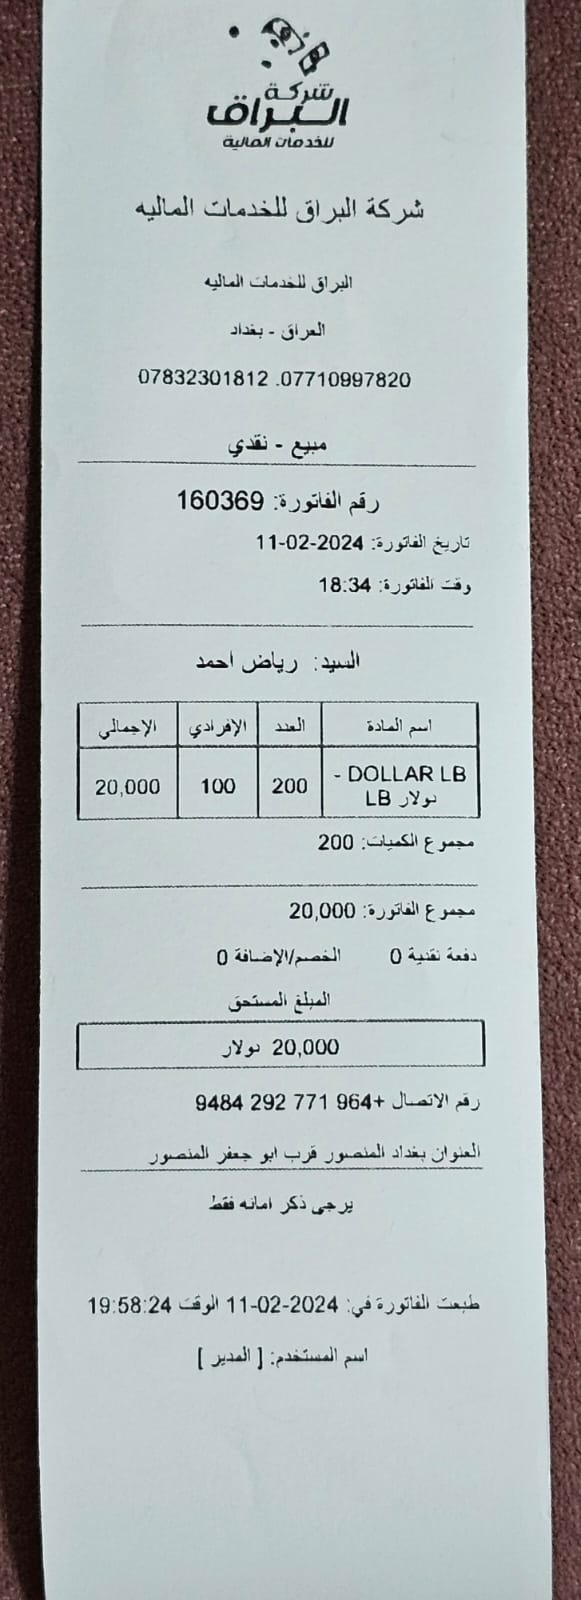 شركة
البراق
للخدمات المالية
شركة البراق للخدمات الماليه
البراق للخدمات الماليه
العراق - بغداد
07832301812 .07710997820
مبيع - نقدي
رقم الفاتورة: 160369
تاريخ الفاتورة: 2024-02-11
وقت الفاتورة: 18:34
السيد: رياض احمد
اسم المادة العدد الإفرادي الإجمالي
DOLLAR LB - 200 100 20,000
دولار LB
مجموع الكميات: 200
مجموع الفاتورة: 20,000
دفعة نقدية 0 الخصم/الإضافة 0
المبلغ المستحق
20,000 دولار
رقم الاتصال +964 771 292 9484
العنوان بغداد المنصور قرب ابو جعفر المنصور
يرجى ذكر امانه فقط
طبعت الفاتورة في: 2024-02-11 الوقت 19:58:24
اسم المستخدم: [ المدير ]